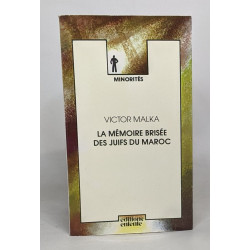 MINORITÉS
VICTOR MALKA
LA MÉMOIRE BRISÉE
DES JUIFS DU MAROC
éditions
entente